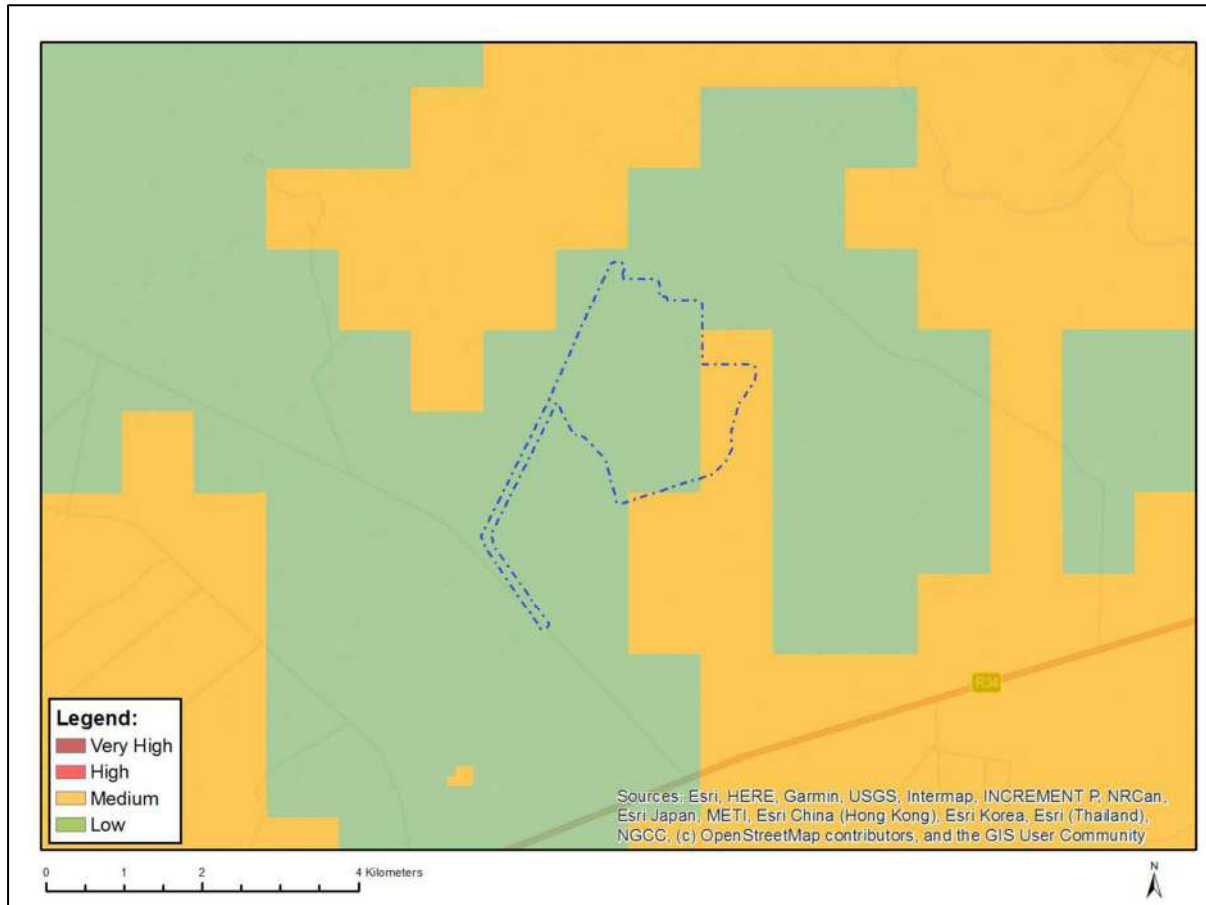 R34
Legend:
Very High
High
Medium
Low
Sources: Esri, HERE, Garmin, USGS, Intermap, INCREMENT P, NRCan,
Esri Japan, METI, Esri China (Hong Kong), Esri Korea, Esri (Thailand),
NGCC, (c) OpenStreetMap contributors, and the GIS User Community
0 1 2 4 Kilometers
N